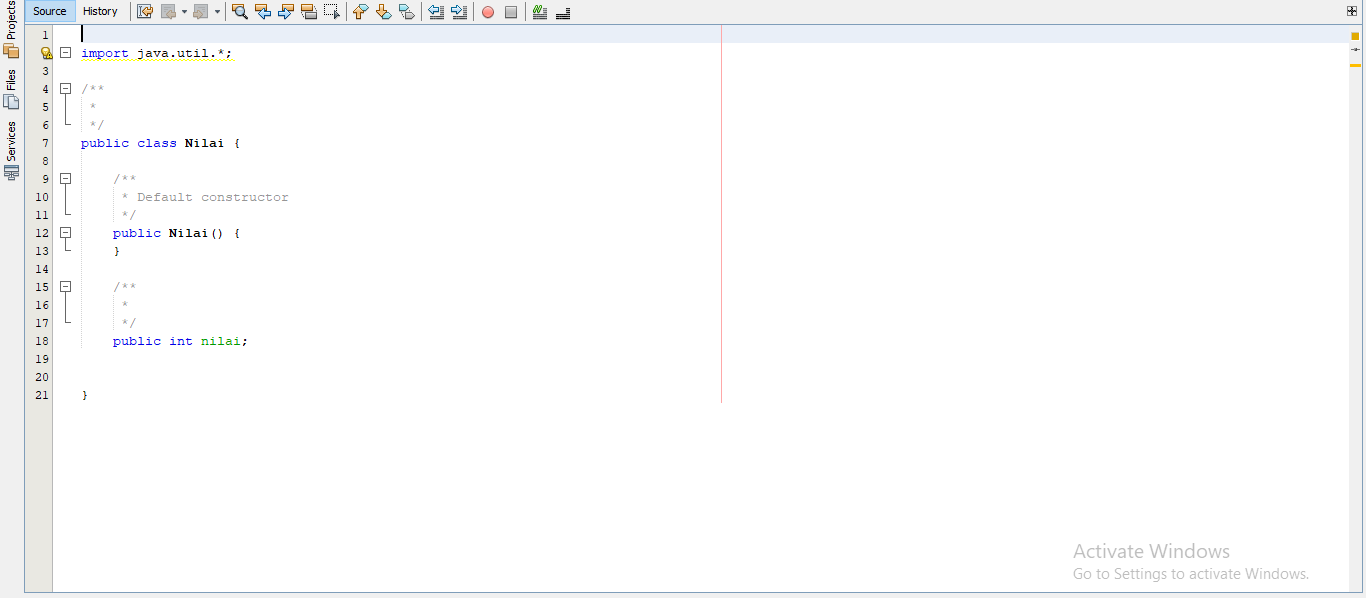 Source History
Projects
Files
Services
1
import java.util.*;
3
4 /**
5 *
6 */
7 public class Nilai {
8
9 /**
10 * Default constructor
11 */
12 public Nilai() {
13 }
14
15 /**
16 *
17 */
18 public int nilai;
19
20
21 }
Activate Windows
Go to Settings to activate Windows.